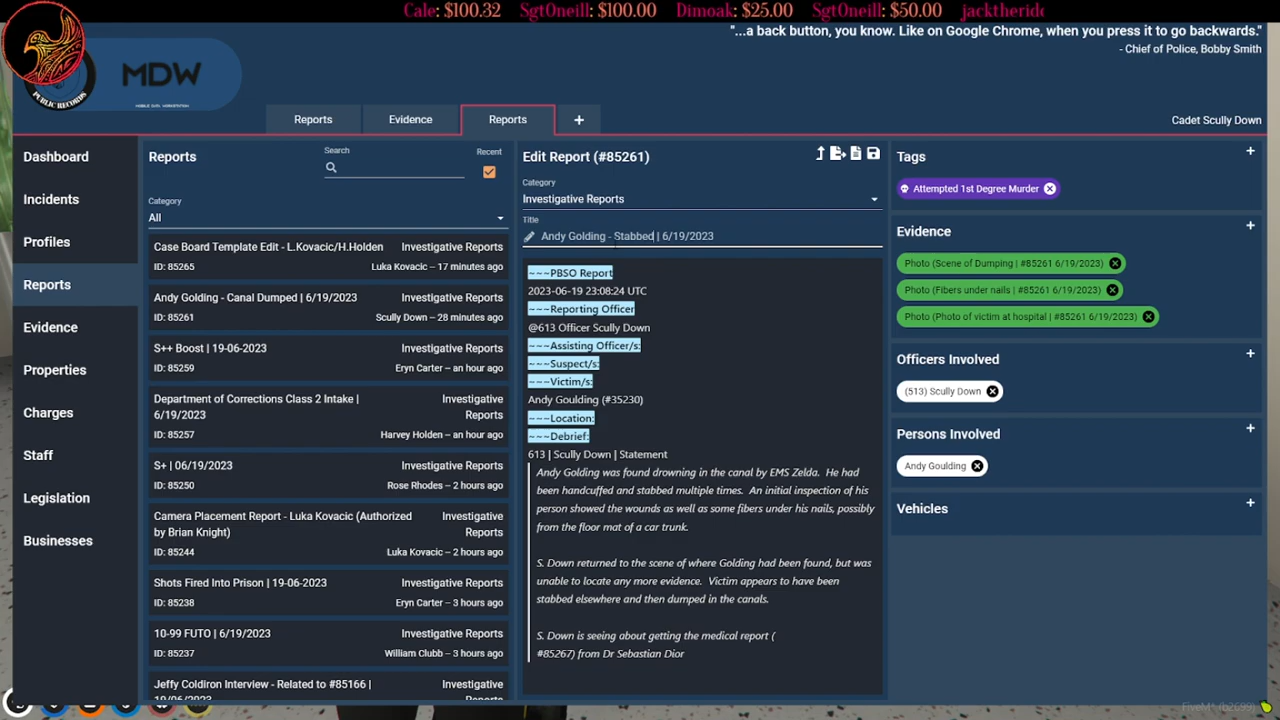 Cale: $100.32 SgtOneill: $100.00 Dimoak: $25.00 SgtOneill: $50.00 jacktheride
"...a back button, you know. Like on Google Chrome, when you press it to go backwards."
- Chief of Police, Bobby Smith
PUBLIC RECORDS
MDW
MOBILE DATA WORKSTATION
Reports
Evidence
Reports
+
Cadet Scully Down
Dashboard
Incidents
Profiles
Reports
Evidence
Properties
Charges
Staff
Legislation
Businesses
Reports
Search
Recent
Category
All
Case Board Template Edit - L.Kovacic/H.Holden Investigative Reports
ID: 85265 Luka Kovacic – 17 minutes ago
Andy Golding - Canal Dumped | 6/19/2023 Investigative Reports
ID: 85261 Scully Down – 28 minutes ago
S++ Boost | 19-06-2023 Investigative Reports
ID: 85259 Eryn Carter – an hour ago
Department of Corrections Class 2 Intake | Investigative
6/19/2023 Reports
ID: 85257 Harvey Holden – an hour ago
S+ | 06/19/2023 Investigative Reports
ID: 85250 Rose Rhodes – 2 hours ago
Camera Placement Report - Luka Kovacic (Authorized Investigative
by Brian Knight) Reports
ID: 85244 Luka Kovacic – 2 hours ago
Shots Fired Into Prison | 19-06-2023 Investigative Reports
ID: 85238 Eryn Carter – 3 hours ago
10-99 FUTO | 6/19/2023 Investigative Reports
ID: 85237 William Clubb – 3 hours ago
Jeffy Coldiron Interview - Related to #85166 | Investigative
19/06/2023 Reports
Edit Report (#85261)
Category
Investigative Reports
Title
Andy Golding - Stabbed | 6/19/2023
~~~PBSO Report
2023-06-19 23:08:24 UTC
~~~Reporting Officer
@613 Officer Scully Down
~~~Assisting Officer/s:
~~~Suspect/s:
~~~Victim/s:
Andy Goulding (#35230)
~~~Location:
~~~Debrief:
613 | Scully Down | Statement
Andy Golding was found drowning in the canal by EMS Zelda. He had
been handcuffed and stabbed multiple times. An initial inspection of his
person showed the wounds as well as some fibers under his nails, possibly
from the floor mat of a car trunk.
S. Down returned to the scene of where Golding had been found, but was
unable to locate any more evidence. Victim appears to have been
stabbed elsewhere and then dumped in the canals.
S. Down is seeing about getting the medical report (
#85267) from Dr Sebastian Dior
Tags +
Attempted 1st Degree Murder
Evidence +
Photo (Scene of Dumping | #85261 6/19/2023)
Photo (Fibers under nails | #85261 6/19/2023)
Photo (Photo of victim at hospital | #85261 6/19/2023)
Officers Involved +
(513) Scully Down
Persons Involved +
Andy Goulding
Vehicles +
FiveM* (b2699)